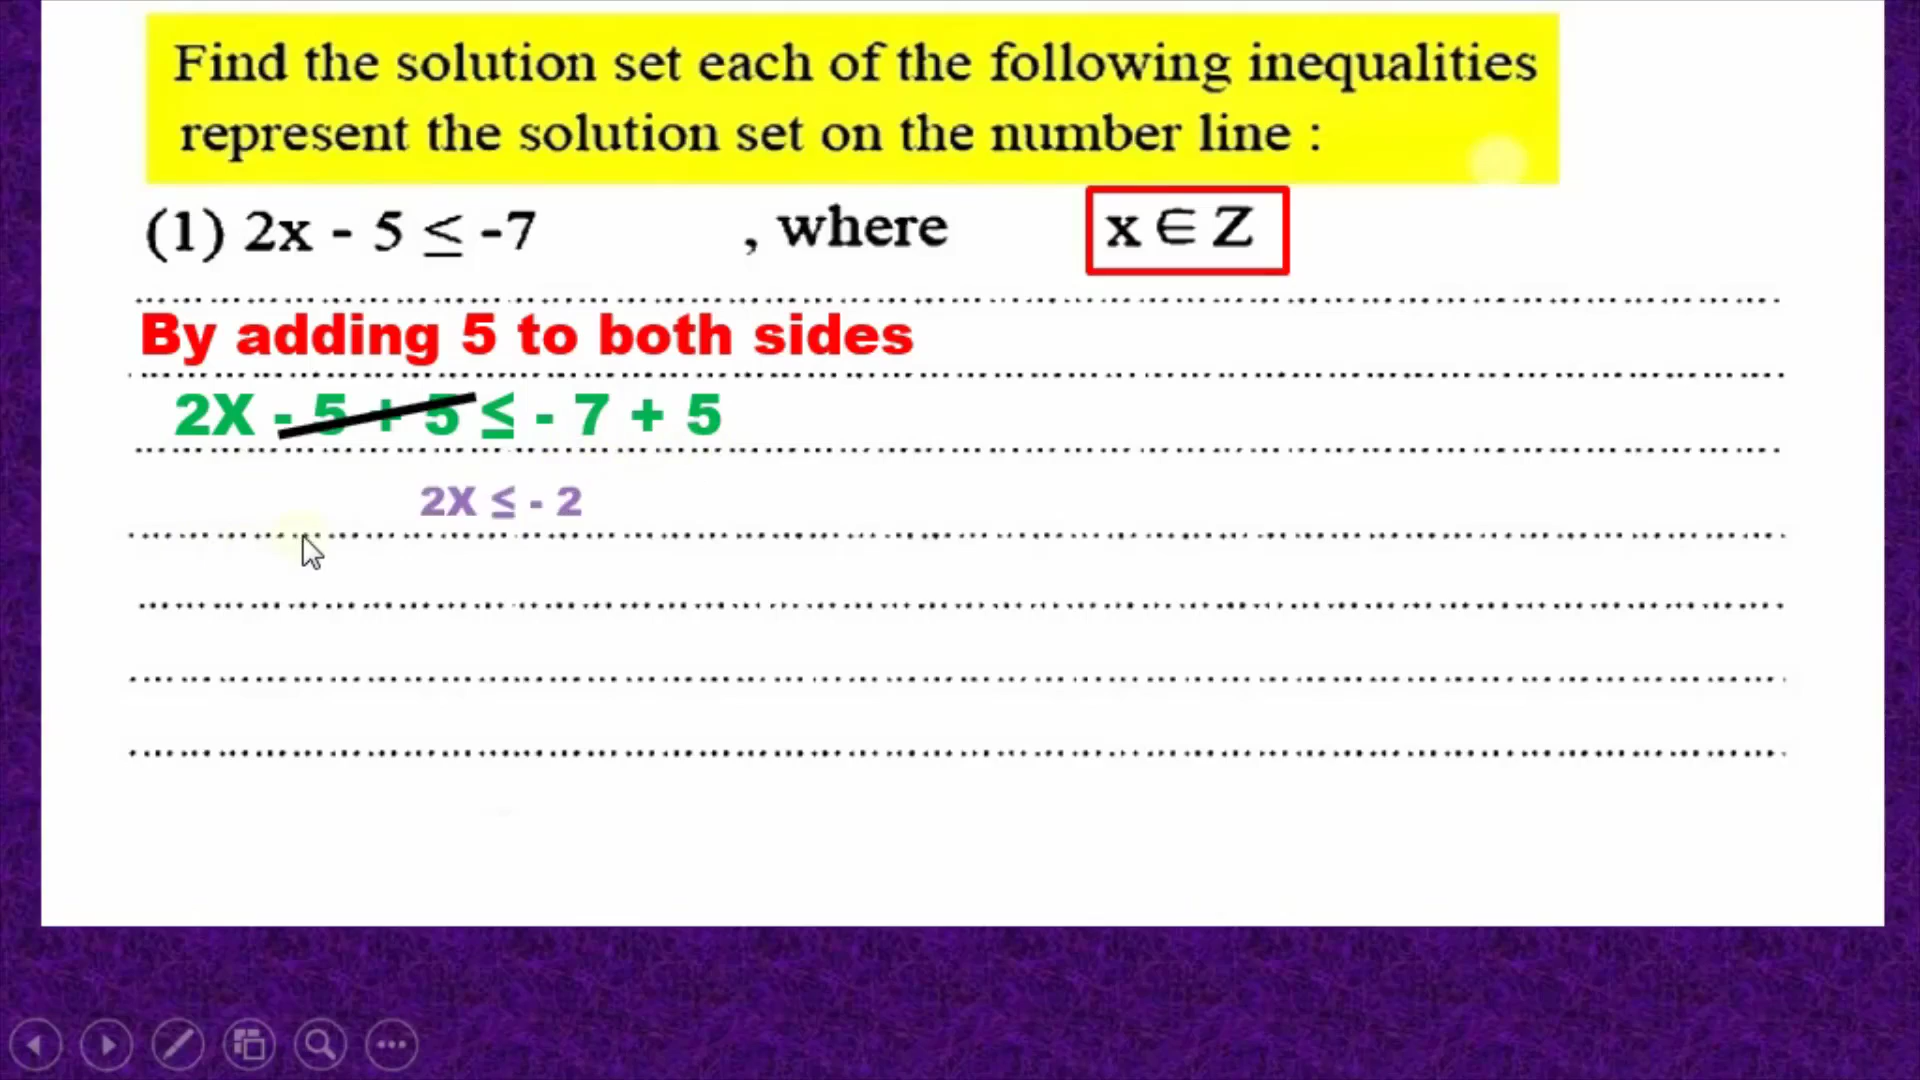 Find the solution set each of the following inequalities
represent the solution set on the number line :
(1) 2x - 5 ≤ -7 , where x ∈ Z
By adding 5 to both sides
2X - 5 + 5 ≤ - 7 + 5
2X ≤ - 2